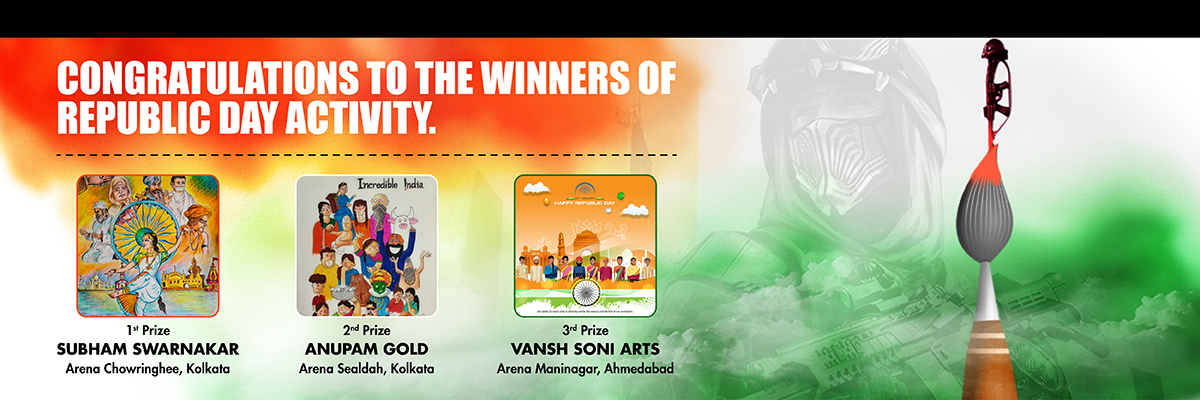 CONGRATULATIONS TO THE WINNERS OF
REPUBLIC DAY ACTIVITY.
Incredible India
HAPPY REPUBLIC DAY
1st Prize
SUBHAM SWARNAKAR
Arena Chowringhee, Kolkata
2nd Prize
ANUPAM GOLD
Arena Sealdah, Kolkata
3rd Prize
VANSH SONI ARTS
Arena Maninagar, Ahmedabad